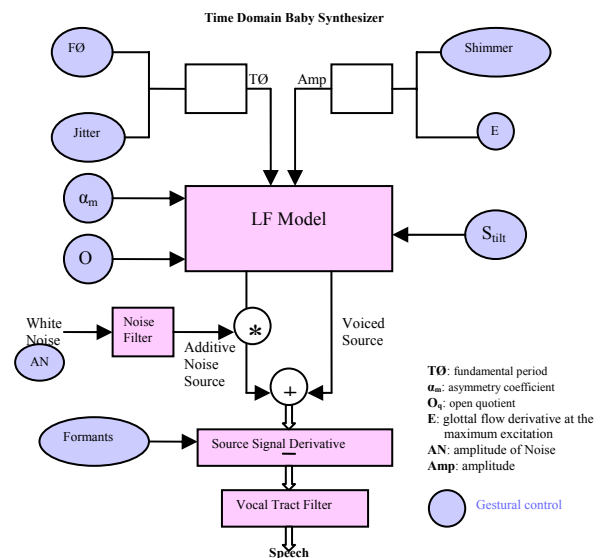 Time Domain Baby Synthesizer
FØ
Shimmer
TØ
Amp
Jitter
E
αm
LF Model
Stilt
O
White
Noise
Noise
Filter
*
Voiced
Source
Additive
Noise
Source
AN
+
TØ: fundamental period
αm: asymmetry coefficient
Oq: open quotient
E: glottal flow derivative at the
maximum excitation
AN: amplitude of Noise
Amp: amplitude
Formants
Source Signal Derivative
Vocal Tract Filter
Gestural control
Speech